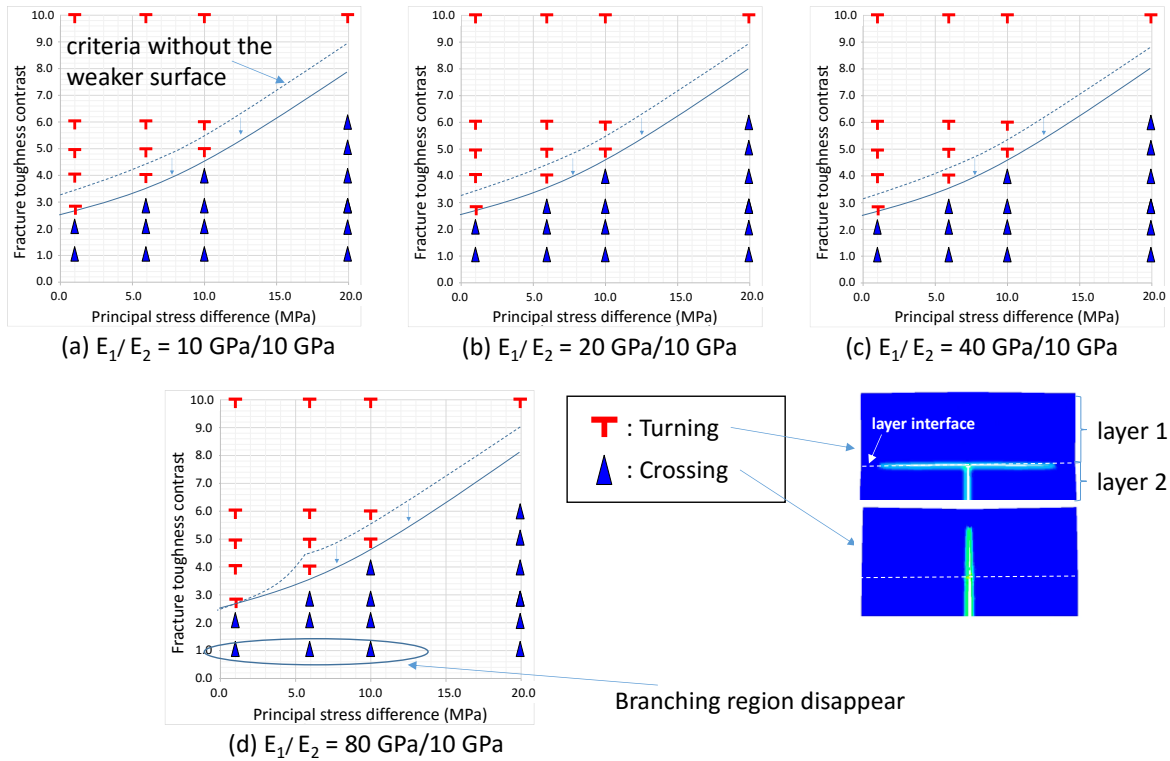 10.0
9.0
8.0
7.0
6.0
5.0
4.0
3.0
2.0
1.0
0.0
Fracture toughness contrast
criteria without the
weaker surface
0.0 5.0 10.0 15.0 20.0
Principal stress difference (MPa)
(a) E₁/ E₂ = 10 GPa/10 GPa
10.0
9.0
8.0
7.0
6.0
5.0
4.0
3.0
2.0
1.0
0.0
Fracture toughness contrast
0.0 5.0 10.0 15.0 20.0
Principal stress difference (MPa)
(b) E₁/ E₂ = 20 GPa/10 GPa
10.0
9.0
8.0
7.0
6.0
5.0
4.0
3.0
2.0
1.0
0.0
Fracture toughness contrast
0.0 5.0 10.0 15.0 20.0
Principal stress difference (MPa)
(c) E₁/ E₂ = 40 GPa/10 GPa
10.0
9.0
8.0
7.0
6.0
5.0
4.0
3.0
2.0
1.0
0.0
Fracture toughness contrast
0.0 5.0 10.0 15.0 20.0
Principal stress difference (MPa)
(d) E₁/ E₂ = 80 GPa/10 GPa
: Turning
: Crossing
layer interface
layer 1
layer 2
Branching region disappear